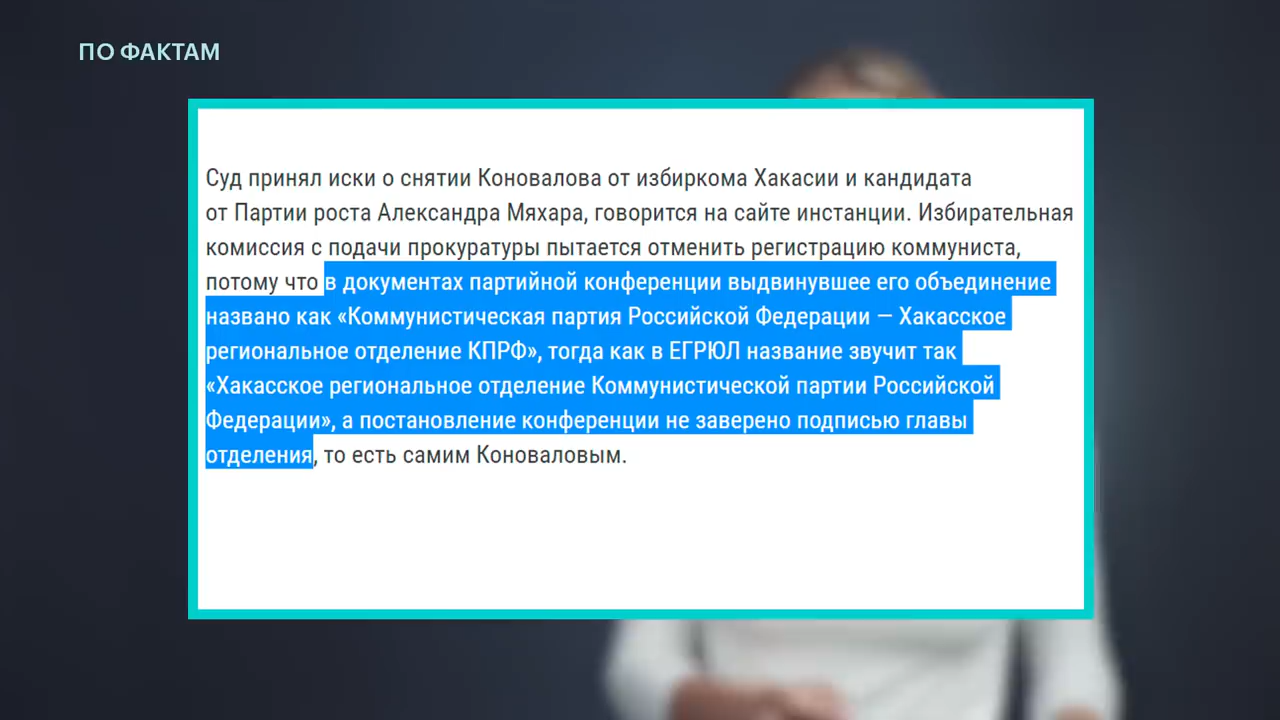 ПО ФАКТАМ
Суд принял иски о снятии Коновалова от избиркома Хакасии и кандидата
от Партии роста Александра Мяхара, говорится на сайте инстанции. Избирательная
комиссия с подачи прокуратуры пытается отменить регистрацию коммуниста,
потому что в документах партийной конференции выдвинувшее его объединение
названо как «Коммунистическая партия Российской Федерации — Хакасское
региональное отделение КПРФ», тогда как в ЕГРЮЛ название звучит так
«Хакасское региональное отделение Коммунистической партии Российской
Федерации», а постановление конференции не заверено подписью главы
отделения, то есть самим Коноваловым.